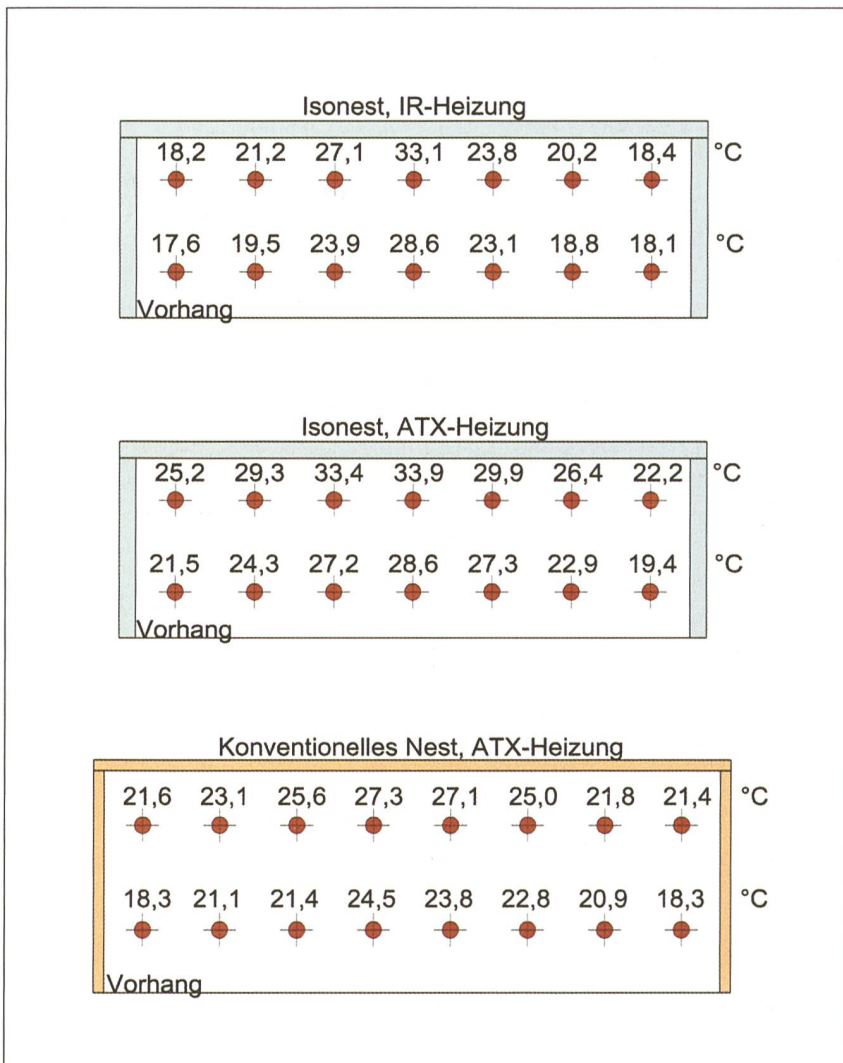 Isonest, IR-Heizung
18,2 21,2 27,1 33,1 23,8 20,2 18,4 °C
17,6 19,5 23,9 28,6 23,1 18,8 18,1 °C
Vorhang
Isonest, ATX-Heizung
25,2 29,3 33,4 33,9 29,9 26,4 22,2 °C
21,5 24,3 27,2 28,6 27,3 22,9 19,4 °C
Vorhang
Konventionelles Nest, ATX-Heizung
21,6 23,1 25,6 27,3 27,1 25,0 21,8 21,4 °C
18,3 21,1 21,4 24,5 23,8 22,8 20,9 18,3 °C
Vorhang